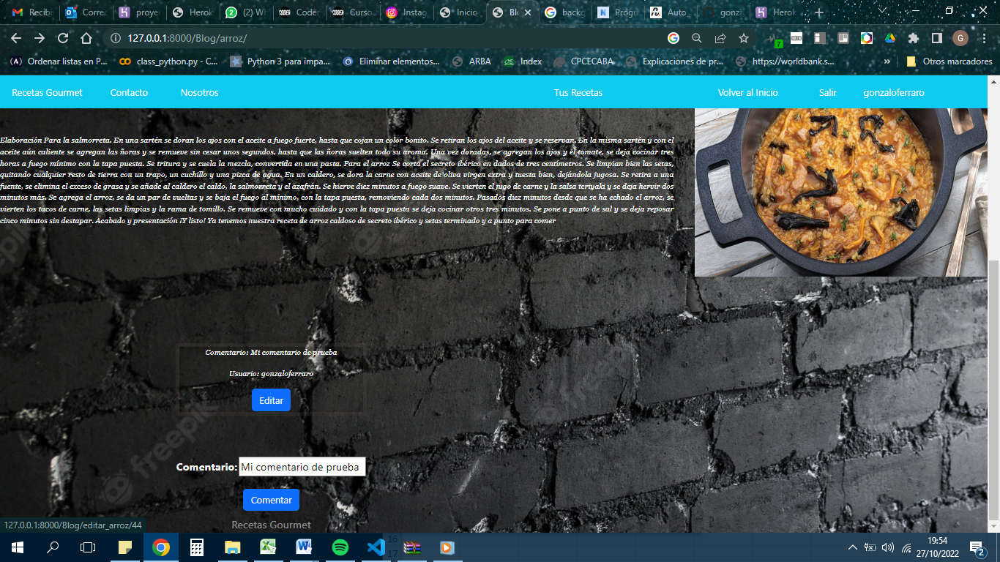 Recibi
Correo
proye
Herok
(2) W
Coder
Curso
Instag
Inicio
Blo
backg
Progr
Auto_
gonza
Herok
127.0.0.1:8000/Blog/arroz/
G
7
Ordenar listas en P...
class_python.py - C...
Python 3 para impa...
Eliminar elementos...
ARBA
Index
CPCECABA
Explicaciones de pr...
https://worldbank.s...
»
Otros marcadores
Recetas Gourmet
Contacto
Nosotros
Tus Recetas
Volver al Inicio
Salir
gonzaloferraro
Elaboración Para la salmorreta. En una sartén se doran los ajos con el aceite a fuego fuerte, hasta que cojan un color bonito. Se retiran los ajos del aceite y se reservan. En la misma sartén y con el
aceite aún caliente se agregan las ñoras y se remueve sin cesar unos segundos, hasta que las ñoras suelten todo su aroma. Una vez doradas, se agregan los ajos y el tomate, se deja cocinar tres
horas a fuego mínimo con la tapa puesta. Se tritura y se cuela la mezcla, convertida en una pasta. Para el arroz Se corta el secreto ibérico en dados de tres centímetros. Se limpian bien las setas,
quitando cualquier resto de tierra con un trapo, un cuchillo y una pizca de agua. En un caldero, se dora la carne con aceite de oliva virgen extra y tuesta bien, dejándola jugosa. Se retira a una
fuente, se elimina el exceso de grasa y se añade al caldero el caldo, la salmorreta y el azafrán. Se hierve diez minutos a fuego suave. Se vierten el jugo de carne y la salsa teriyaki y se deja hervir dos
minutos más. Se agrega el arroz, se da un par de vueltas y se baja el fuego al mínimo, con la tapa puesta, removiendo cada dos minutos. Pasados diez minutos desde que se ha echado el arroz, se
vierten los tacos de carne, las setas limpias y la rama de tomillo. Se remueve con mucho cuidado y con la tapa puesta se deja cocinar otros tres minutos. Se pone a punto de sal y se deja reposar
cinco minutos sin destapar. Acabado y presentación ¡Y listo! Ya tenemos nuestra receta de arroz caldoso de secreto ibérico y setas terminado y a punto para comer
Comentario: Mi comentario de prueba
Usuario: gonzaloferraro
Editar
freepik
Comentario: Mi comentario de prueba
Comentar
Recetas Gourmet
127.0.0.1:8000/Blog/editar_arroz/44
16
17
19:54
27/10/2022
2